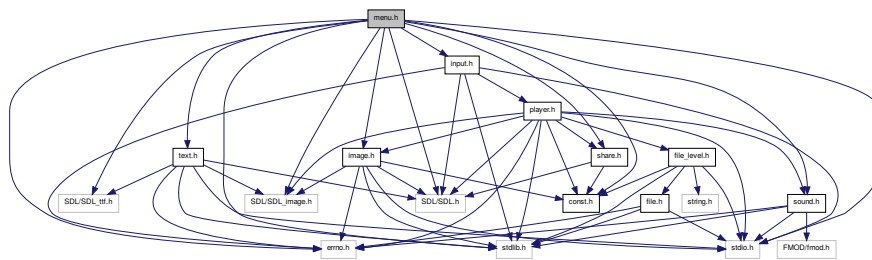 menu.h
input.h
player.h
text.h
image.h
share.h
file_level.h
SDL/SDL_ttf.h
SDL/SDL_image.h
SDL/SDL.h
const.h
file.h
string.h
sound.h
errno.h
stdlib.h
stdio.h
FMOD/fmod.h